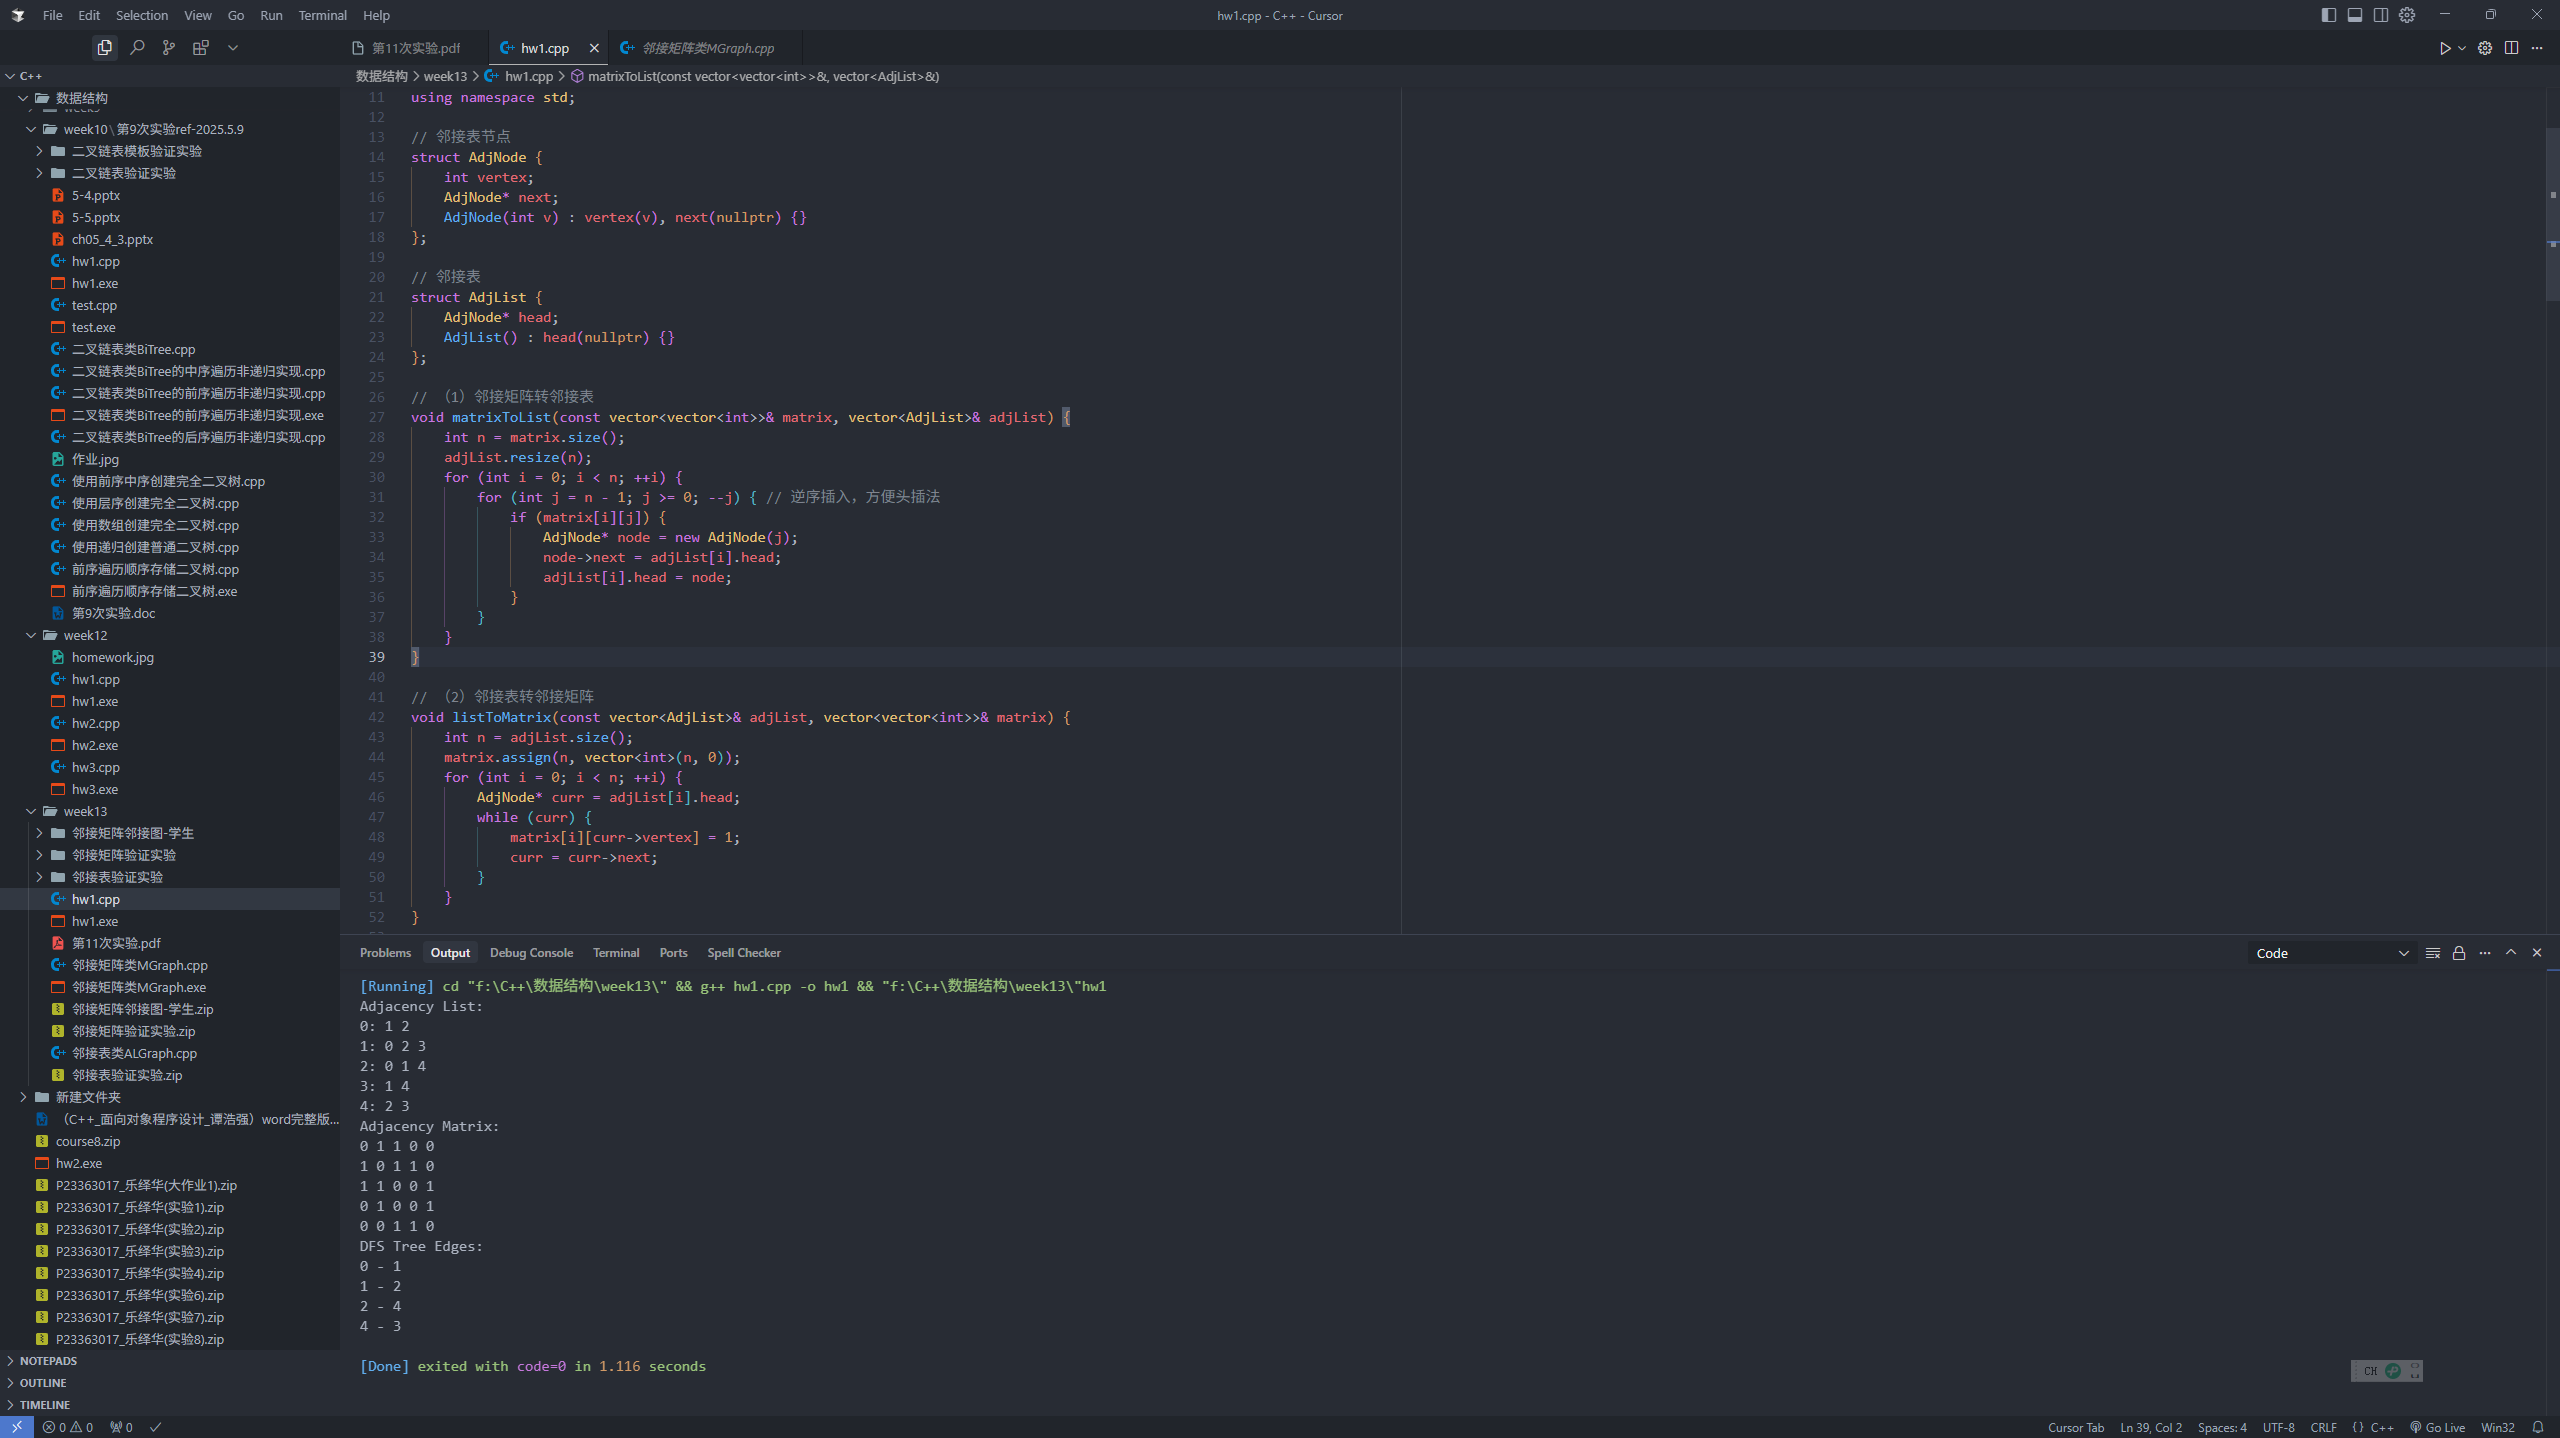 File Edit Selection View Go Run Terminal Help
hw1.cpp - C++ - Cursor
第11次实验.pdf
hw1.cpp
邻接矩阵类MGraph.cpp
C++
数据结构
week10 \ 第9次实验ref-2025.5.9
二叉链表模板验证实验
二叉链表验证实验
5-4.pptx
5-5.pptx
ch05_4_3.pptx
hw1.cpp
hw1.exe
test.cpp
test.exe
二叉链表类BiTree.cpp
二叉链表类BiTree的中序遍历非递归实现.cpp
二叉链表类BiTree的前序遍历非递归实现.cpp
二叉链表类BiTree的前序遍历非递归实现.exe
二叉链表类BiTree的后序遍历非递归实现.cpp
作业.jpg
使用前序中序创建完全二叉树.cpp
使用层序创建完全二叉树.cpp
使用数组创建完全二叉树.cpp
使用递归创建普通二叉树.cpp
前序遍历顺序存储二叉树.cpp
前序遍历顺序存储二叉树.exe
第9次实验.doc
week12
homework.jpg
hw1.cpp
hw1.exe
hw2.cpp
hw2.exe
hw3.cpp
hw3.exe
week13
邻接矩阵邻接图-学生
邻接矩阵验证实验
邻接表验证实验
hw1.cpp
hw1.exe
第11次实验.pdf
邻接矩阵类MGraph.cpp
邻接矩阵类MGraph.exe
邻接矩阵邻接图-学生.zip
邻接矩阵验证实验.zip
邻接表类ALGraph.cpp
邻接表验证实验.zip
新建文件夹
（C++_面向对象程序设计_谭浩强）word完整版...
course8.zip
hw2.exe
P23363017_乐绎华(大作业1).zip
P23363017_乐绎华(实验1).zip
P23363017_乐绎华(实验2).zip
P23363017_乐绎华(实验3).zip
P23363017_乐绎华(实验4).zip
P23363017_乐绎华(实验6).zip
P23363017_乐绎华(实验7).zip
P23363017_乐绎华(实验8).zip
NOTEPADS
OUTLINE
TIMELINE
数据结构 > week13 > hw1.cpp > matrixToList(const vector<vector<int>>&, vector<AdjList>&)
11 using namespace std;
12
13 // 邻接表节点
14 struct AdjNode {
15 int vertex;
16 AdjNode* next;
17 AdjNode(int v) : vertex(v), next(nullptr) {}
18 };
19
20 // 邻接表
21 struct AdjList {
22 AdjNode* head;
23 AdjList() : head(nullptr) {}
24 };
25
26 // （1）邻接矩阵转邻接表
27 void matrixToList(const vector<vector<int>>& matrix, vector<AdjList>& adjList) {
28 int n = matrix.size();
29 adjList.resize(n);
30 for (int i = 0; i < n; ++i) {
31 for (int j = n - 1; j >= 0; --j) { // 逆序插入，方便头插法
32 if (matrix[i][j]) {
33 AdjNode* node = new AdjNode(j);
34 node->next = adjList[i].head;
35 adjList[i].head = node;
36 }
37 }
38 }
39 }
40
41 // （2）邻接表转邻接矩阵
42 void listToMatrix(const vector<AdjList>& adjList, vector<vector<int>>& matrix) {
43 int n = adjList.size();
44 matrix.assign(n, vector<int>(n, 0));
45 for (int i = 0; i < n; ++i) {
46 AdjNode* curr = adjList[i].head;
47 while (curr) {
48 matrix[i][curr->vertex] = 1;
49 curr = curr->next;
50 }
51 }
52 }
Problems Output Debug Console Terminal Ports Spell Checker
Code
[Running] cd "f:\C++\数据结构\week13\" && g++ hw1.cpp -o hw1 && "f:\C++\数据结构\week13\"hw1
Adjacency List:
0: 1 2
1: 0 2 3
2: 0 1 4
3: 1 4
4: 2 3
Adjacency Matrix:
0 1 1 0 0
1 0 1 1 0
1 1 0 0 1
0 1 0 0 1
0 0 1 1 0
DFS Tree Edges:
0 - 1
1 - 2
2 - 4
4 - 3
[Done] exited with code=0 in 1.116 seconds
CH
0 0 0
Cursor Tab Ln 39, Col 2 Spaces: 4 UTF-8 CRLF {} C++ Go Live Win32